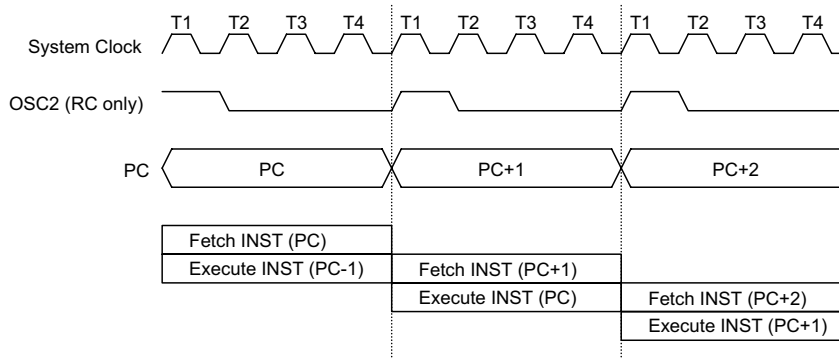 T1 T2 T3 T4 T1 T2 T3 T4 T1 T2 T3 T4
System Clock
OSC2 (RC only)
PC PC PC+1 PC+2
Fetch INST (PC)
Execute INST (PC-1) Fetch INST (PC+1)
Execute INST (PC) Fetch INST (PC+2)
Execute INST (PC+1)